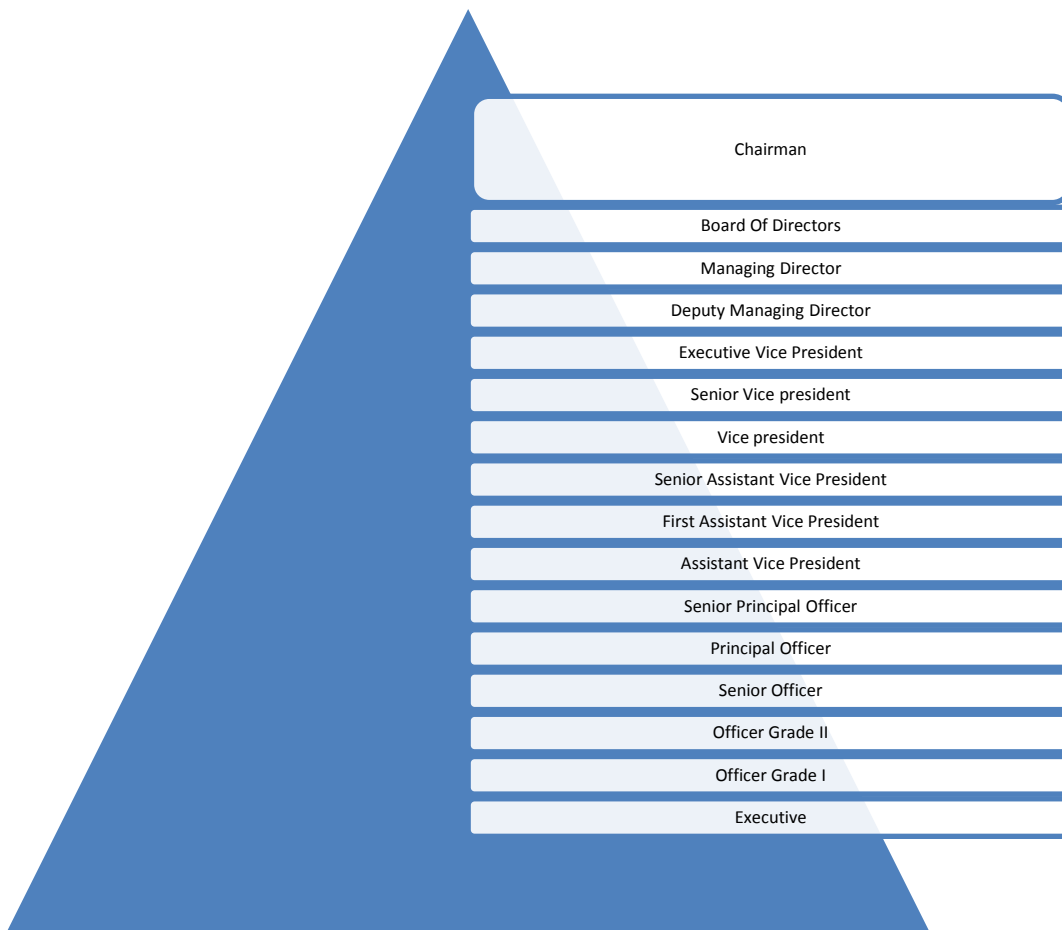 Chairman
Board Of Directors
Managing Director
Deputy Managing Director
Executive Vice President
Senior Vice president
Vice president
Senior Assistant Vice President
First Assistant Vice President
Assistant Vice President
Senior Principal Officer
Principal Officer
Senior Officer
Officer Grade II
Officer Grade I
Executive